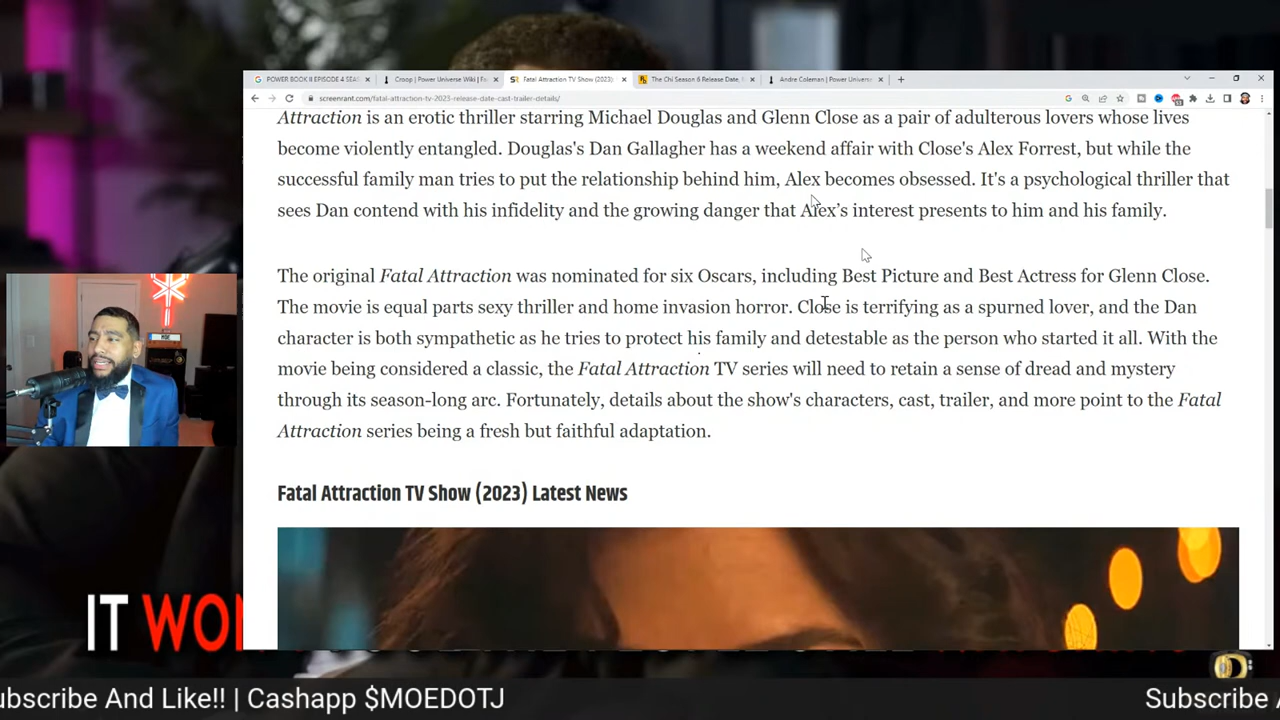 POWER BOOK II EPISODE 4 SEA
Croop | Power Universe Wiki | Fa
Fatal Attraction TV Show (2023)
The Chi Season 6 Release Date,
Andre Coleman | Power Universe
screenrant.com/fatal-attraction-tv-2023-release-date-cast-trailer-details/
Attraction is an erotic thriller starring Michael Douglas and Glenn Close as a pair of adulterous lovers whose lives
become violently entangled. Douglas's Dan Gallagher has a weekend affair with Close's Alex Forrest, but while the
successful family man tries to put the relationship behind him, Alex becomes obsessed. It's a psychological thriller that
sees Dan contend with his infidelity and the growing danger that Alex’s interest presents to him and his family.
The original Fatal Attraction was nominated for six Oscars, including Best Picture and Best Actress for Glenn Close.
The movie is equal parts sexy thriller and home invasion horror. Close is terrifying as a spurned lover, and the Dan
character is both sympathetic as he tries to protect his family and detestable as the person who started it all. With the
movie being considered a classic, the Fatal Attraction TV series will need to retain a sense of dread and mystery
through its season-long arc. Fortunately, details about the show's characters, cast, trailer, and more point to the Fatal
Attraction series being a fresh but faithful adaptation.
Fatal Attraction TV Show (2023) Latest News
MOE
IT WO
ubscribe And Like!! | Cashapp $MOEDOTJ
Subscribe A